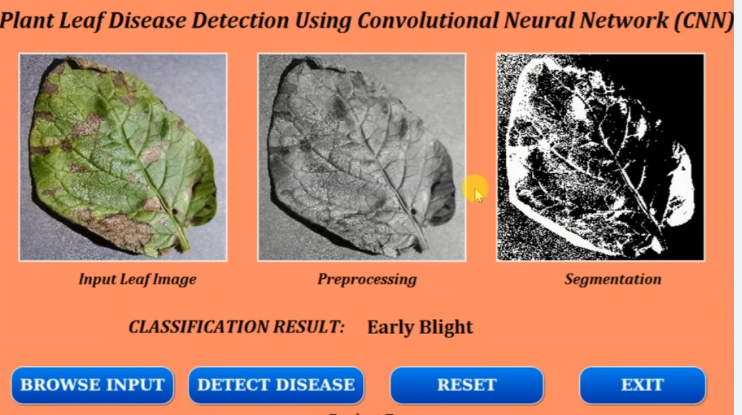 Plant Leaf Disease Detection Using Convolutional Neural Network (CNN)
Input Leaf Image
Preprocessing
Segmentation
CLASSIFICATION RESULT: Early Blight
BROWSE INPUT
DETECT DISEASE
RESET
EXIT